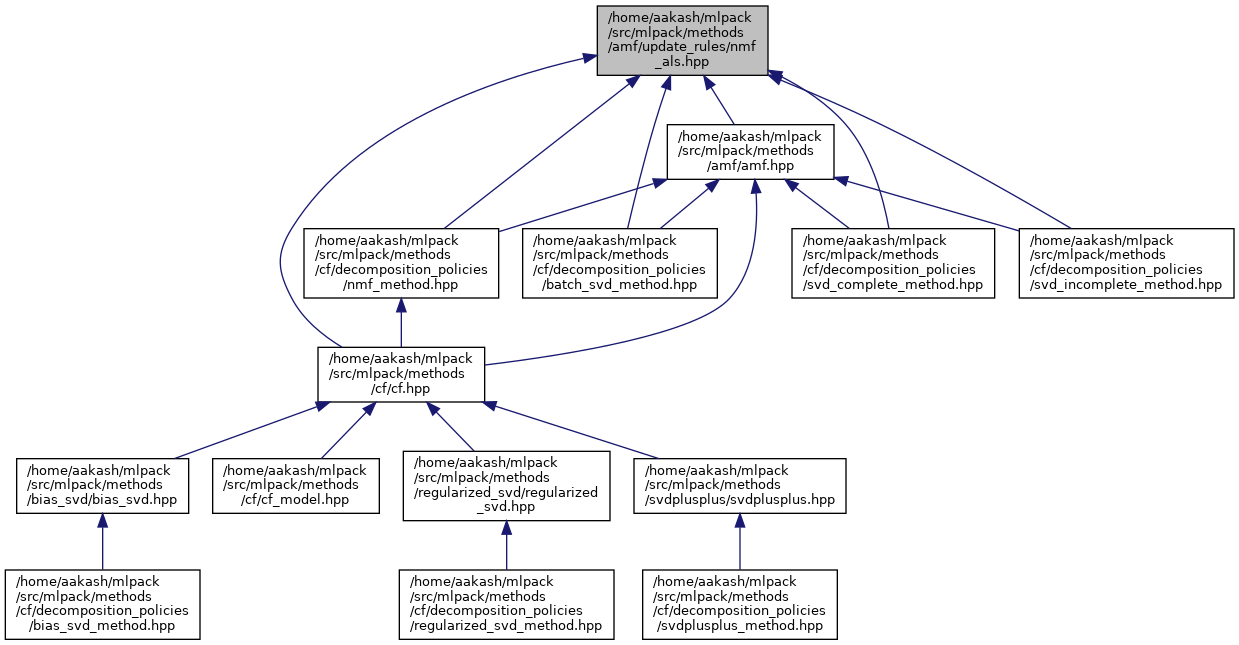 /home/aakash/mlpack
/src/mlpack/methods
/amf/update_rules/nmf
_als.hpp
/home/aakash/mlpack
/src/mlpack/methods
/amf/amf.hpp
/home/aakash/mlpack
/src/mlpack/methods
/cf/decomposition_policies
/nmf_method.hpp
/home/aakash/mlpack
/src/mlpack/methods
/cf/decomposition_policies
/batch_svd_method.hpp
/home/aakash/mlpack
/src/mlpack/methods
/cf/decomposition_policies
/svd_complete_method.hpp
/home/aakash/mlpack
/src/mlpack/methods
/cf/decomposition_policies
/svd_incomplete_method.hpp
/home/aakash/mlpack
/src/mlpack/methods
/cf/cf.hpp
/home/aakash/mlpack
/src/mlpack/methods
/bias_svd/bias_svd.hpp
/home/aakash/mlpack
/src/mlpack/methods
/cf/cf_model.hpp
/home/aakash/mlpack
/src/mlpack/methods
/regularized_svd/regularized
_svd.hpp
/home/aakash/mlpack
/src/mlpack/methods
/svdplusplus/svdplusplus.hpp
/home/aakash/mlpack
/src/mlpack/methods
/cf/decomposition_policies
/bias_svd_method.hpp
/home/aakash/mlpack
/src/mlpack/methods
/cf/decomposition_policies
/regularized_svd_method.hpp
/home/aakash/mlpack
/src/mlpack/methods
/cf/decomposition_policies
/svdplusplus_method.hpp